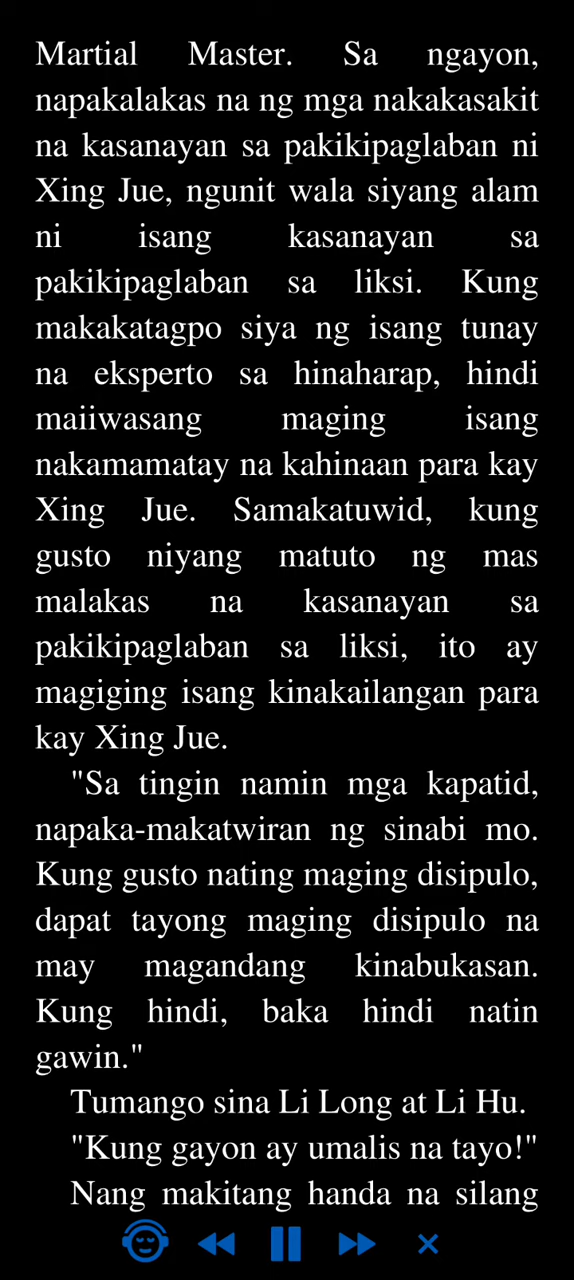 Martial Master. Sa ngayon,
napakalakas na ng mga nakakasakit
na kasanayan sa pakikipaglaban ni
Xing Jue, ngunit wala siyang alam
ni isang kasanayan sa
pakikipaglaban sa liksi. Kung
makakatagpo siya ng isang tunay
na eksperto sa hinaharap, hindi
maiiwasang maging isang
nakamamatay na kahinaan para kay
Xing Jue. Samakatuwid, kung
gusto niyang matuto ng mas
malakas na kasanayan sa
pakikipaglaban sa liksi, ito ay
magiging isang kinakailangan para
kay Xing Jue.
"Sa tingin namin mga kapatid,
napaka-makatwiran ng sinabi mo.
Kung gusto nating maging disipulo,
dapat tayong maging disipulo na
may magandang kinabukasan.
Kung hindi, baka hindi natin
gawin."
Tumango sina Li Long at Li Hu.
"Kung gayon ay umalis na tayo!"
Nang makitang handa na silang